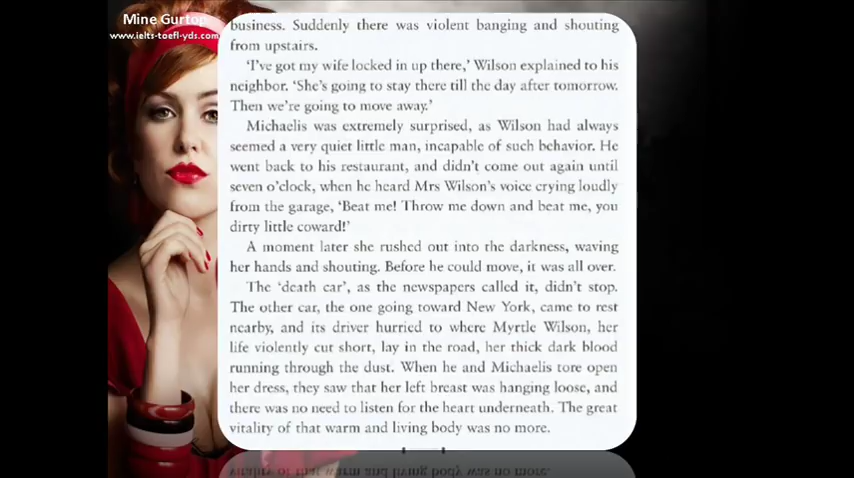 Mine Gurtop
www.ielts-toefl-yds.com
business. Suddenly there was violent banging and shouting
from upstairs.
‘I’ve got my wife locked in up there,’ Wilson explained to his
neighbor. ‘She’s going to stay there till the day after tomorrow.
Then we’re going to move away.’
Michaelis was extremely surprised, as Wilson had always
seemed a very quiet little man, incapable of such behavior. He
went back to his restaurant, and didn’t come out again until
seven o’clock, when he heard Mrs Wilson’s voice crying loudly
from the garage, ‘Beat me! Throw me down and beat me, you
dirty little coward!’
A moment later she rushed out into the darkness, waving
her hands and shouting. Before he could move, it was all over.
The ‘death car’, as the newspapers called it, didn’t stop.
The other car, the one going toward New York, came to rest
nearby, and its driver hurried to where Myrtle Wilson, her
life violently cut short, lay in the road, her thick dark blood
running through the dust. When he and Michaelis tore open
her dress, they saw that her left breast was hanging loose, and
there was no need to listen for the heart underneath. The great
vitality of that warm and living body was no more.